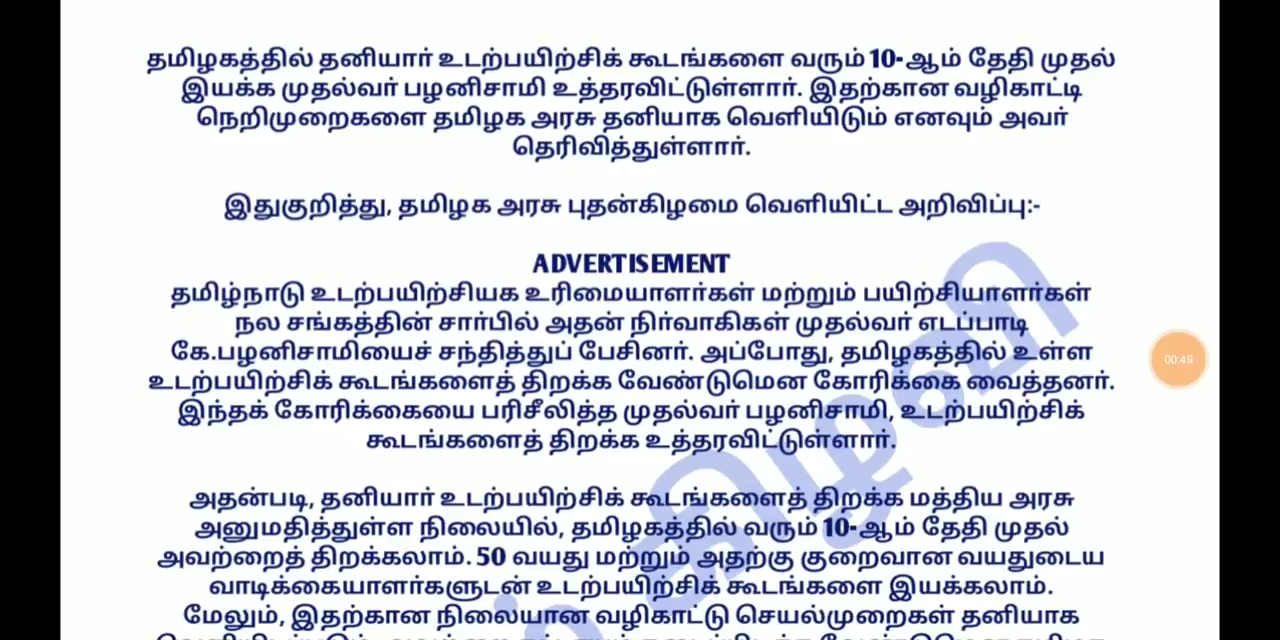 தமிழகத்தில் தனியார் உடற்பயிற்சிக் கூடங்களை வரும் 10-ஆம் தேதி முதல்
இயக்க முதல்வர் பழனிசாமி உத்தரவிட்டுள்ளார். இதற்கான வழிகாட்டி
நெறிமுறைகளை தமிழக அரசு தனியாக வெளியிடும் எனவும் அவர்
தெரிவித்துள்ளார்.
இதுகுறித்து, தமிழக அரசு புதன்கிழமை வெளியிட்ட அறிவிப்பு:-
ADVERTISEMENT
தமிழ்நாடு உடற்பயிற்சியக உரிமையாளர்கள் மற்றும் பயிற்சியாளர்கள்
நல சங்கத்தின் சார்பில் அதன் நிர்வாகிகள் முதல்வர் எடப்பாடி
கே.பழனிசாமியைச் சந்தித்துப் பேசினர். அப்போது, தமிழகத்தில் உள்ள
உடற்பயிற்சிக் கூடங்களைத் திறக்க வேண்டுமென கோரிக்கை வைத்தனர்.
இந்தக் கோரிக்கையை பரிசீலித்த முதல்வர் பழனிசாமி, உடற்பயிற்சிக்
கூடங்களைத் திறக்க உத்தரவிட்டுள்ளார்.
00:49
அதன்படி, தனியார் உடற்பயிற்சிக் கூடங்களைத் திறக்க மத்திய அரசு
அனுமதித்துள்ள நிலையில், தமிழகத்தில் வரும் 10-ஆம் தேதி முதல்
அவற்றைத் திறக்கலாம். 50 வயது மற்றும் அதற்கு குறைவான வயதுடைய
வாடிக்கையாளர்களுடன் உடற்பயிற்சிக் கூடங்களை இயக்கலாம்.
மேலும், இதற்கான நிலையான வழிகாட்டு செயல்முறைகள் தனியாக